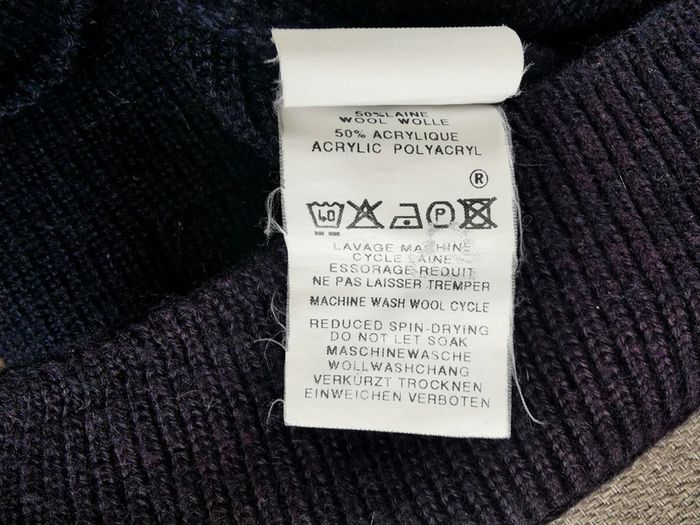 50% LAINE
WOOL WOLLE
50% ACRYLIQUE
ACRYLIC POLYACRYL
®
40 P
LAVAGE MACHINE
CYCLE LAINE
ESSORAGE REDUIT
NE PAS LAISSER TREMPER
MACHINE WASH WOOL CYCLE
REDUCED SPIN-DRYING
DO NOT LET SOAK
MASCHINEWASCHE
WOLLWASHCHANG
VERKÜRZT TROCKNEN
EINWEICHEN VERBOTEN